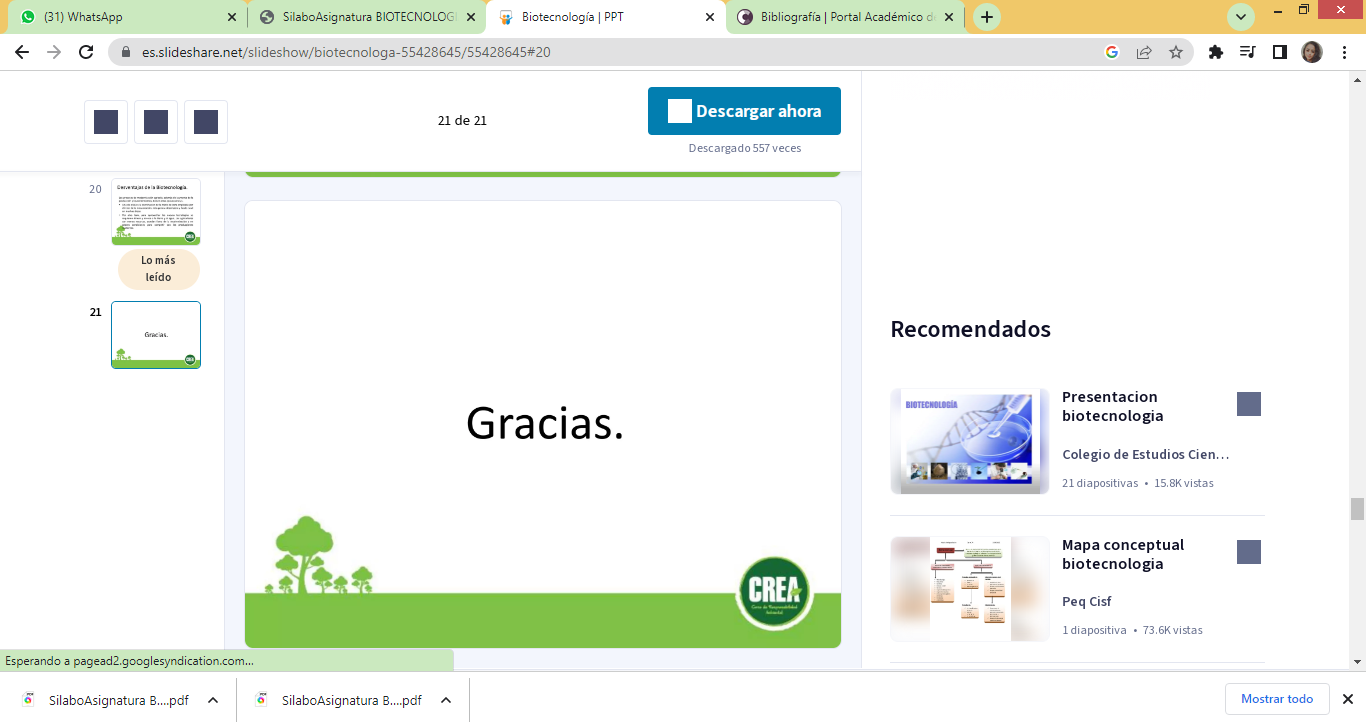 (31) WhatsApp
SilaboAsignatura BIOTECNOLOGI
Biotecnología | PPT
Bibliografía | Portal Académico d
es.slideshare.net/slideshow/biotecnologa-55428645/55428645#20
21 de 21
Descargar ahora
Descargado 557 veces
20
Desventajas de la Biotecnología.
Lo más
leído
21
Gracias.
CREA
Gracias.
CREA
Recomendados
BIOTECNOLOGÍA
Presentacion
biotecnologia
Colegio de Estudios Cien…
21 diapositivas • 15.8K vistas
Mapa conceptual
biotecnologia
Peq Cisf
1 diapositiva • 73.6K vistas
Esperando a pagead2.googlesyndication.com...
SilaboAsignatura B....pdf
SilaboAsignatura B....pdf
Mostrar todo